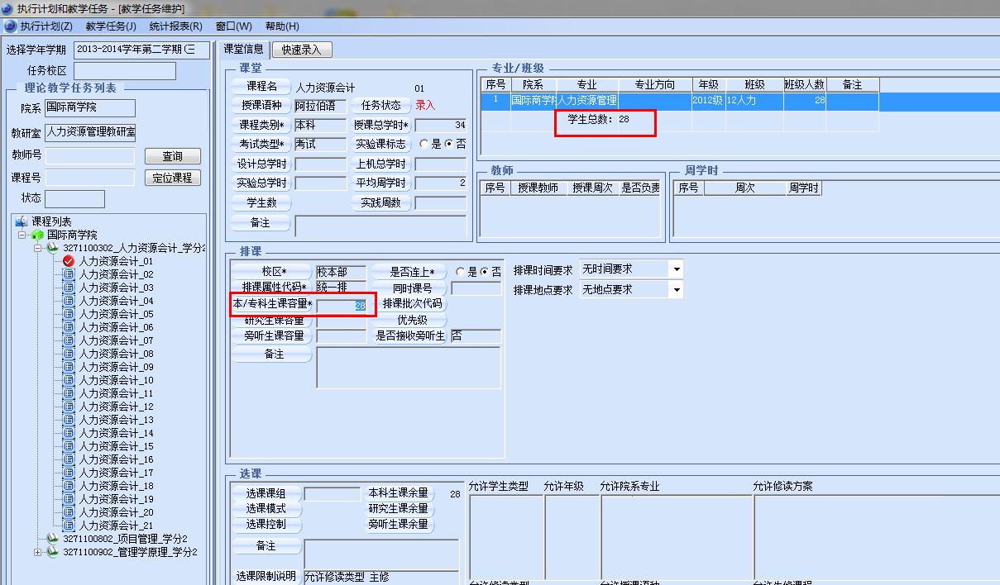 执行计划和教学任务 - [教学任务维护]
执行计划(Z) 教学任务(J) 统计报表(R) 窗口(W) 帮助(H)
选择学年学期 2013-2014学年第二学期(三
任务校区
理论教学任务列表
院系 国际商学院
教研室 人力资源管理教研室
教师号 查询
课程号 定位课程
状态
课程列表
国际商学院
3271100302_人力资源会计_学分2
人力资源会计_01
人力资源会计_02
人力资源会计_03
人力资源会计_04
人力资源会计_05
人力资源会计_06
人力资源会计_07
人力资源会计_08
人力资源会计_09
人力资源会计_10
人力资源会计_11
人力资源会计_12
人力资源会计_13
人力资源会计_14
人力资源会计_15
人力资源会计_16
人力资源会计_17
人力资源会计_18
人力资源会计_19
人力资源会计_20
人力资源会计_21
3271100802_项目管理_学分2
3271100902_管理学原理_学分2
课堂信息 快速录入
课堂
课程名 人力资源会计 01
授课语种 阿拉伯语 任务状态 录入
课程类别* 本科 授课总学时* 34
考试类型* 考试 实验课标志 是 否
设计总学时 上机总学时
实验总学时 平均周学时 2
学生数 实践周数
备注
专业/班级
序号 院系 专业 专业方向 年级 班级 班级人数 备注
1 国际商学院 人力资源管理 2012级 12人力 28
学生总数: 28
教师
序号 授课教师 授课周次 是否负责
周学时
序号 周次 周学时
排课
校区* 校本部 是否连上* 是 否
排课属性代码* 统一排 同时课号
本/专科生课容量* 28 排课批次代码
研究生课容量 优先级
旁听生课容量 是否接收旁听生 否
备注
排课时间要求 无时间要求
排课地点要求 无地点要求
选课
选课课组 本科生课余量 28
选课模式 研究生课余量
选课控制 旁听生课余量
备注
选课限制说明 允许修读类型 主修
允许学生类型 允许年级 允许院系专业 允许修读方案
允许修读类型 允许授课语种 允许先修课程